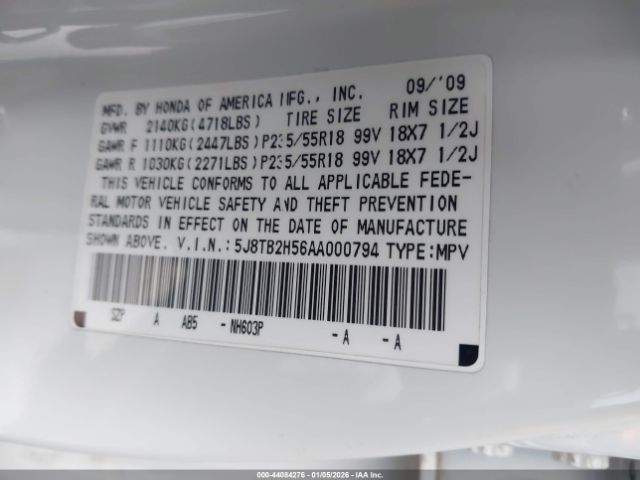 MFD. BY HONDA OF AMERICA MFG., INC. 09/'09
GVWR 2140KG(4718LBS) TIRE SIZE RIM SIZE
GAWR F 1110KG(2447LBS)P235/55R18 99V 18X7 1/2J
GAWR R 1030KG(2271LBS)P235/55R18 99V 18X7 1/2J
THIS VEHICLE CONFORMS TO ALL APPLICABLE FEDE-
RAL MOTOR VEHICLE SAFETY AND THEFT PREVENTION
STANDARDS IN EFFECT ON THE DATE OF MANUFACTURE
SHOWN ABOVE. V.I.N.:5J8TB2H56AA000794 TYPE:MPV
SZP A AB5 - NH603P - A - A
000-44084276 - 01/05/2026 - IAA Inc.